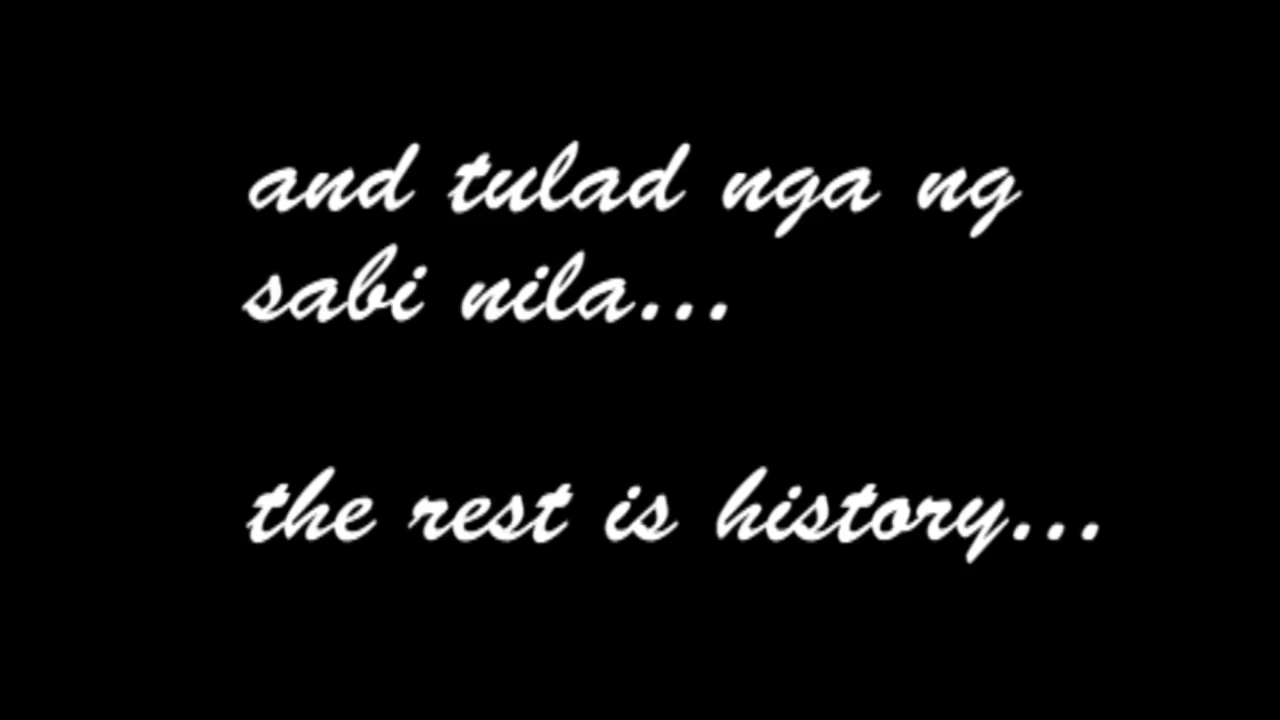 and tulad nga ng
sabi nila...
the rest is history...